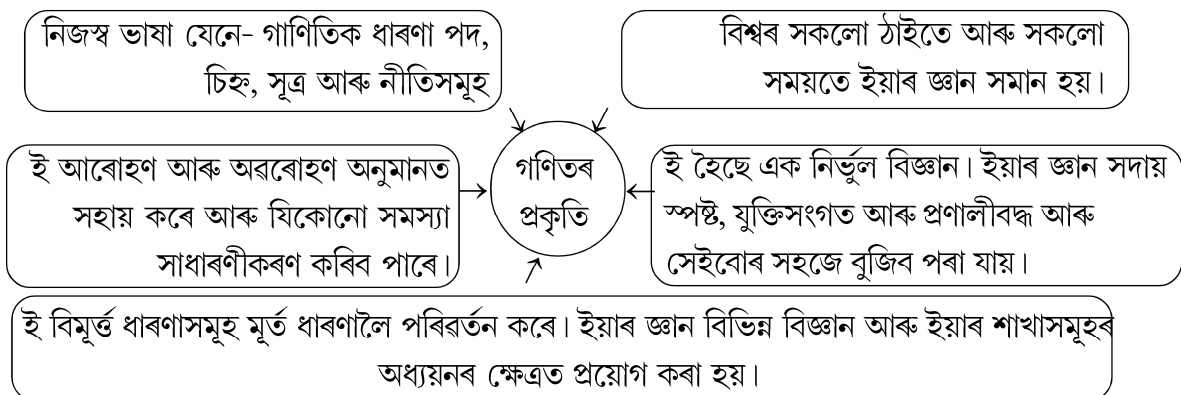 নিজস্ব ভাষা যেনে- গাণিতিক ধাৰণা পদ,
চিহ্ন, সূত্ৰ আৰু নীতিসমূহ
বিশ্বৰ সকলো ঠাইতে আৰু সকলো
সময়তে ইয়াৰ জ্ঞান সমান হয়।
ই আৰোহণ আৰু অৱৰোহণ অনুমানত
সহায় কৰে আৰু যিকোনো সমস্যা
সাধাৰণীকৰণ কৰিব পাৰে।
গণিতৰ
প্ৰকৃতি
ই হৈছে এক নিৰ্ভুল বিজ্ঞান। ইয়াৰ জ্ঞান সদায়
স্পষ্ট, যুক্তিসংগত আৰু প্ৰণালীবদ্ধ আৰু
সেইবোৰ সহজে বুজিব পৰা যায়।
ই বিমূৰ্ত্ত ধাৰণাসমূহ মূৰ্ত ধাৰণালৈ পৰিৱৰ্তন কৰে। ইয়াৰ জ্ঞান বিভিন্ন বিজ্ঞান আৰু ইয়াৰ শাখাসমূহৰ
অধ্যয়নৰ ক্ষেত্ৰত প্ৰয়োগ কৰা হয়।